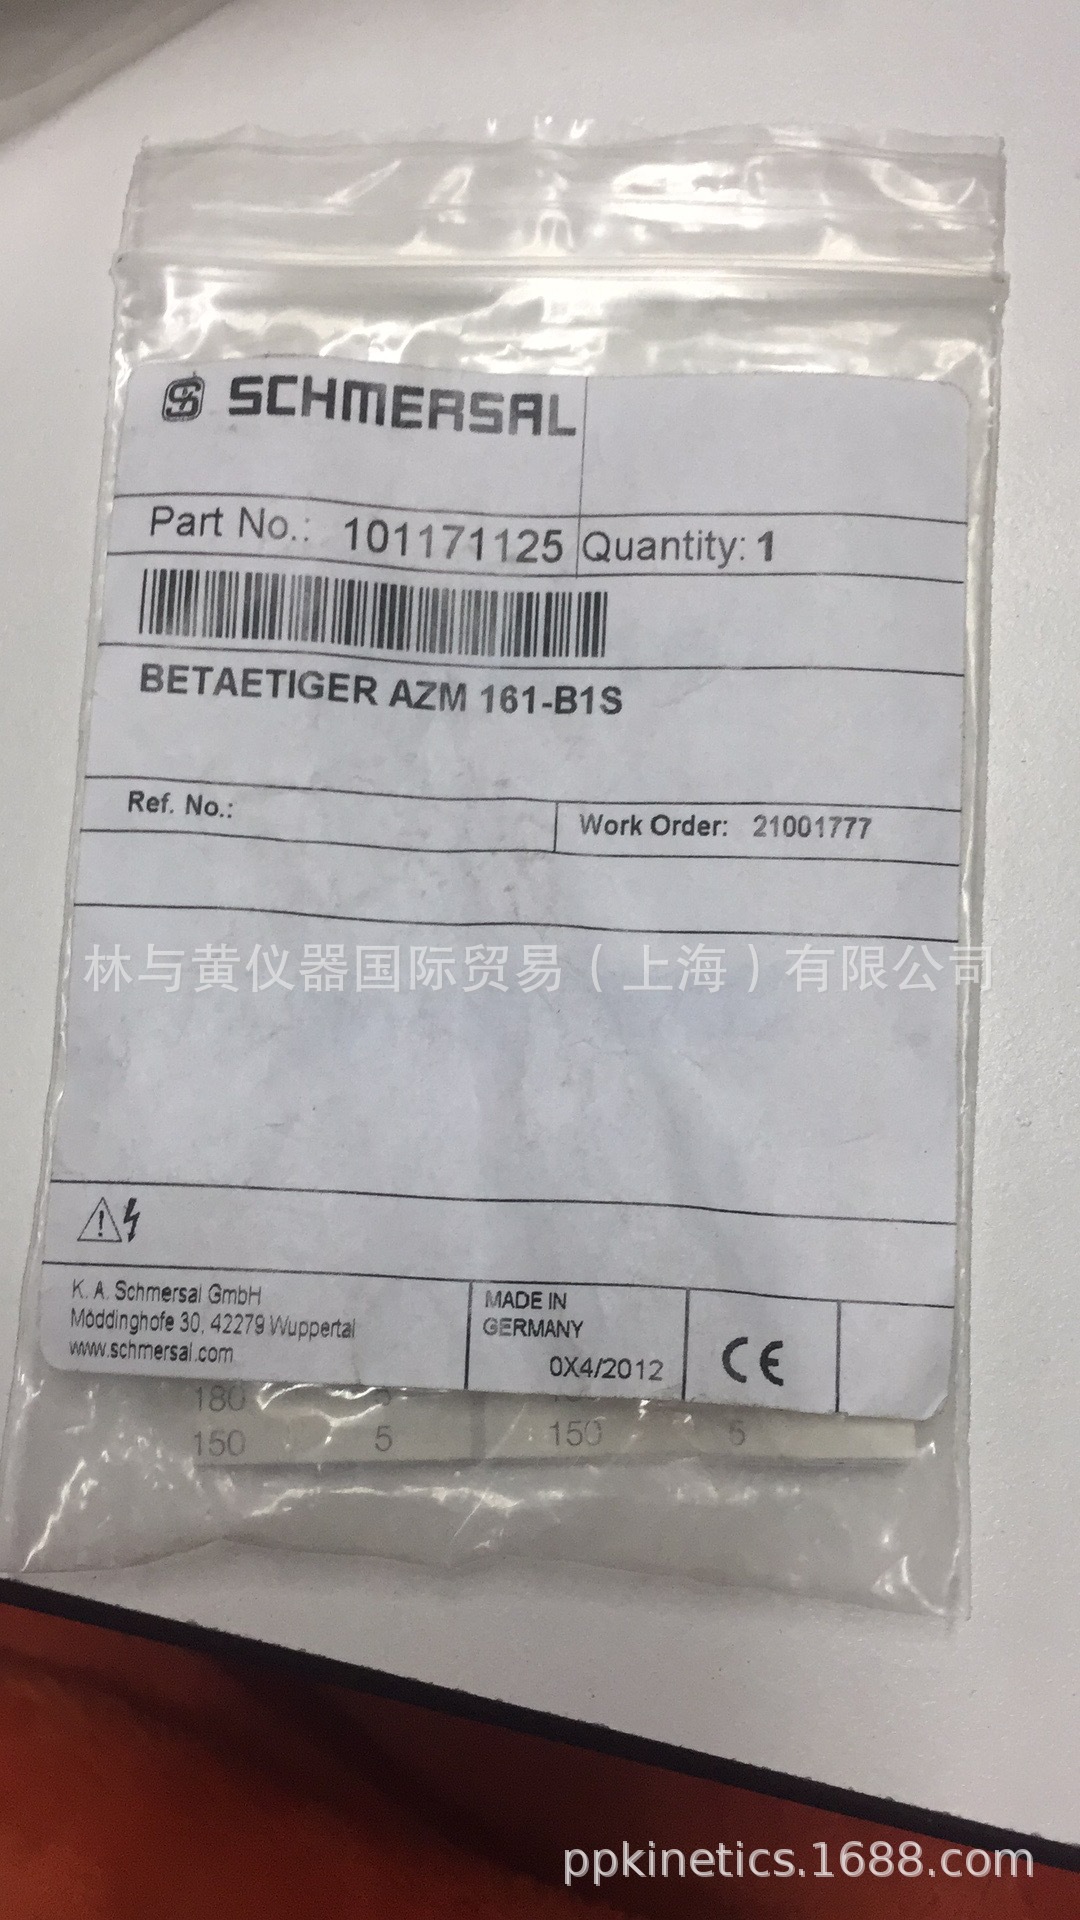 SCHMERSAL
Part No.: 101171125 Quantity: 1
BETAETIGER AZM 161-B1S
Ref. No.: Work Order: 21001777
林与黄仪器国际贸易（上海）有限公司
K. A. Schmersal GmbH
Möddinghofe 30, 42279 Wuppertal
www.schmersal.com
MADE IN
GERMANY
0X4/2012
CE
180 5
150 5 150 5
ppkinetics.1688.com